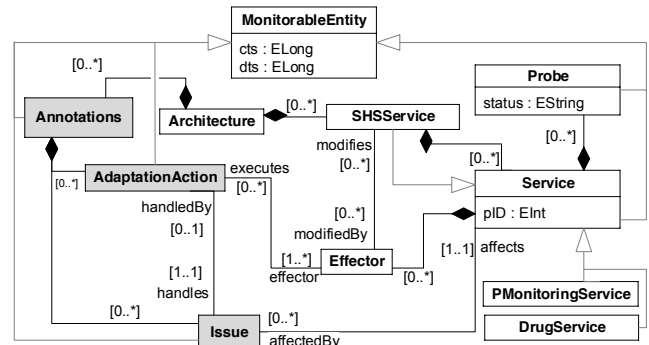 MonitorableEntity
cts : ELong
dts : ELong
[0..*]
Annotations
Architecture
[0..*]
SHSService
Probe
status : EString
modifies
[0..*]
[0..*]
[0..*]
[0..*]
AdaptationAction
executes
[0..*]
Service
pID : EInt
handledBy
[0..1]
[0..*]
modifiedBy
[1..*]
effector
Effector
[0..*]
[1..1]
affects
[1..1]
handles
PMonitoringService
DrugService
[0..*]
Issue
[0..*]
affectedBy